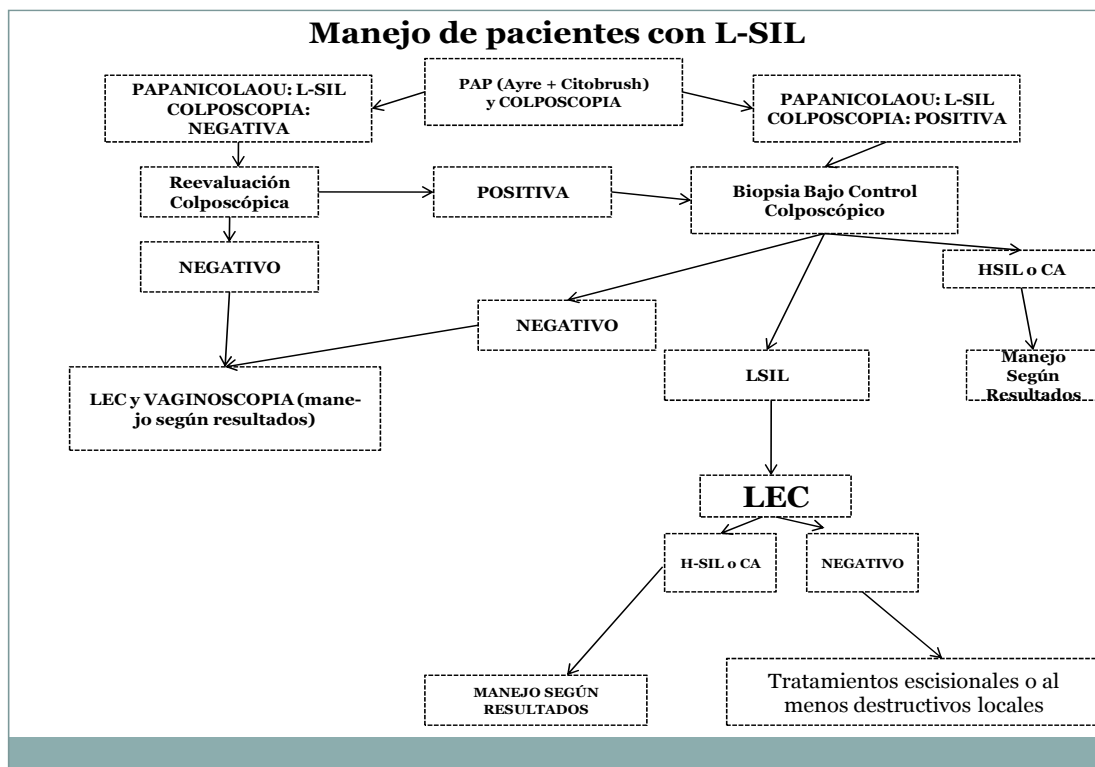 Manejo de pacientes con L-SIL
PAPANICOLAOU: L-SIL
COLPOSCOPIA:
NEGATIVA
PAP (Ayre + Citobrush)
y COLPOSCOPIA
PAPANICOLAOU: L-SIL
COLPOSCOPIA: POSITIVA
Reevaluación
Colposcópica
POSITIVA
Biopsia Bajo Control
Colposcópico
NEGATIVO
HSIL o CA
NEGATIVO
LSIL
Manejo
Según
Resultados
LEC y VAGINOSCOPIA (mane-
jo según resultados)
LEC
H-SIL o CA
NEGATIVO
MANEJO SEGÚN
RESULTADOS
Tratamientos escisionales o al
menos destructivos locales